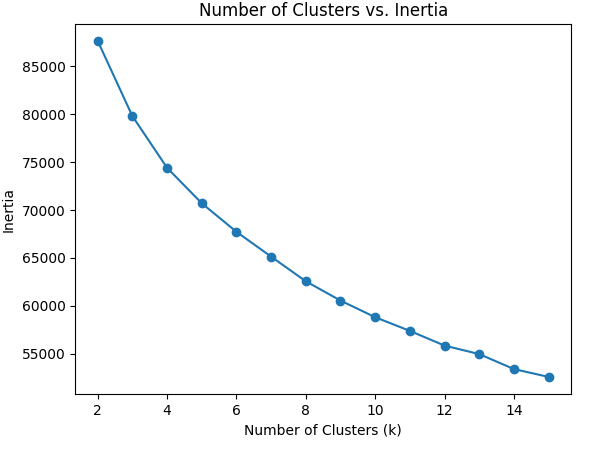 Number of Clusters vs. Inertia
85000
80000
75000
70000
65000
60000
55000
Inertia
2 4 6 8 10 12 14
Number of Clusters (k)